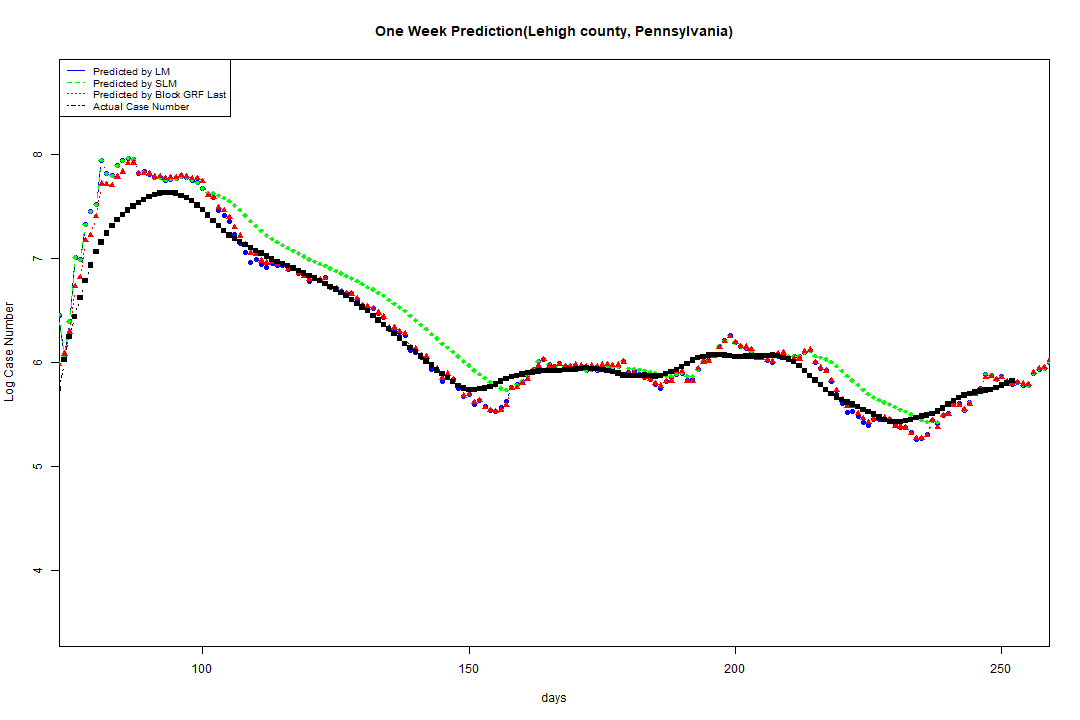 One Week Prediction(Lehigh county, Pennsylvania)
Predicted by LM
Predicted by SLM
Predicted by Block GRF Last
Actual Case Number
8
7
6
5
4
Log Case Number
100 150 200 250
days